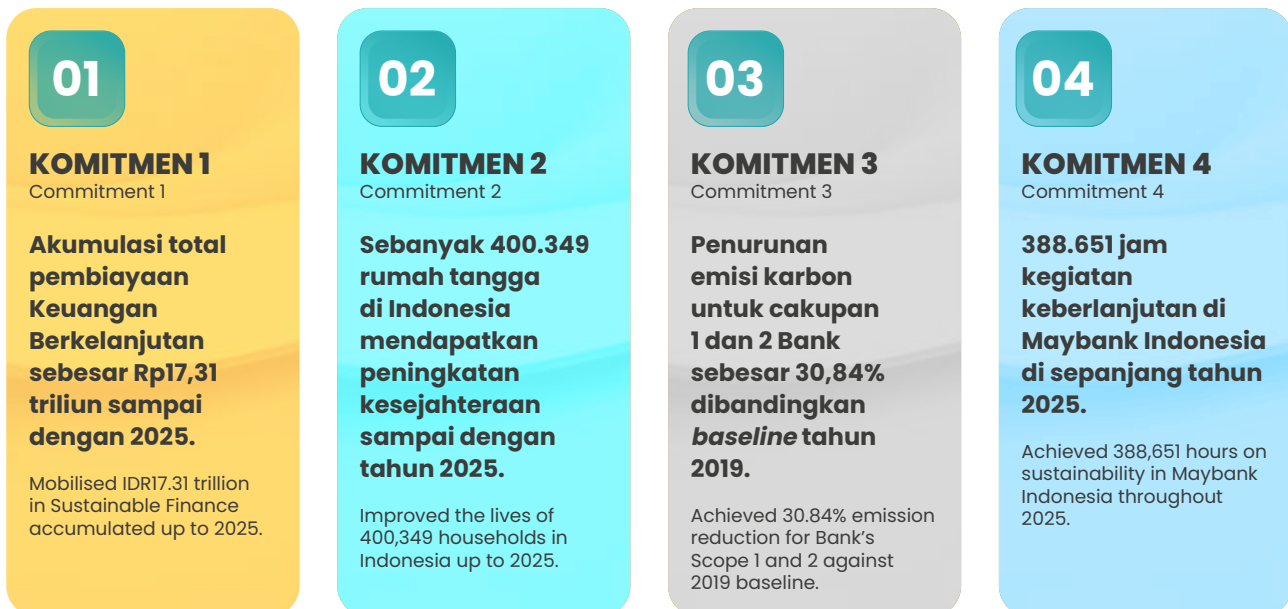 01
KOMITMEN 1
Commitment 1
Akumulasi total
pembiayaan
Keuangan
Berkelanjutan
sebesar Rp17,31
triliun sampai
dengan 2025.
Mobilised IDR17.31 trillion
in Sustainable Finance
accumulated up to 2025.
02
KOMITMEN 2
Commitment 2
Sebanyak 400.349
rumah tangga
di Indonesia
mendapatkan
peningkatan
kesejahteraan
sampai dengan
tahun 2025.
Improved the lives of
400,349 households in
Indonesia up to 2025.
03
KOMITMEN 3
Commitment 3
Penurunan
emisi karbon
untuk cakupan
1 dan 2 Bank
sebesar 30,84%
dibandingkan
baseline tahun
2019.
Achieved 30.84% emission
reduction for Bank’s
Scope 1 and 2 against
2019 baseline.
04
KOMITMEN 4
Commitment 4
388.651 jam
kegiatan
keberlanjutan di
Maybank Indonesia
di sepanjang tahun
2025.
Achieved 388,651 hours on
sustainability in Maybank
Indonesia throughout
2025.